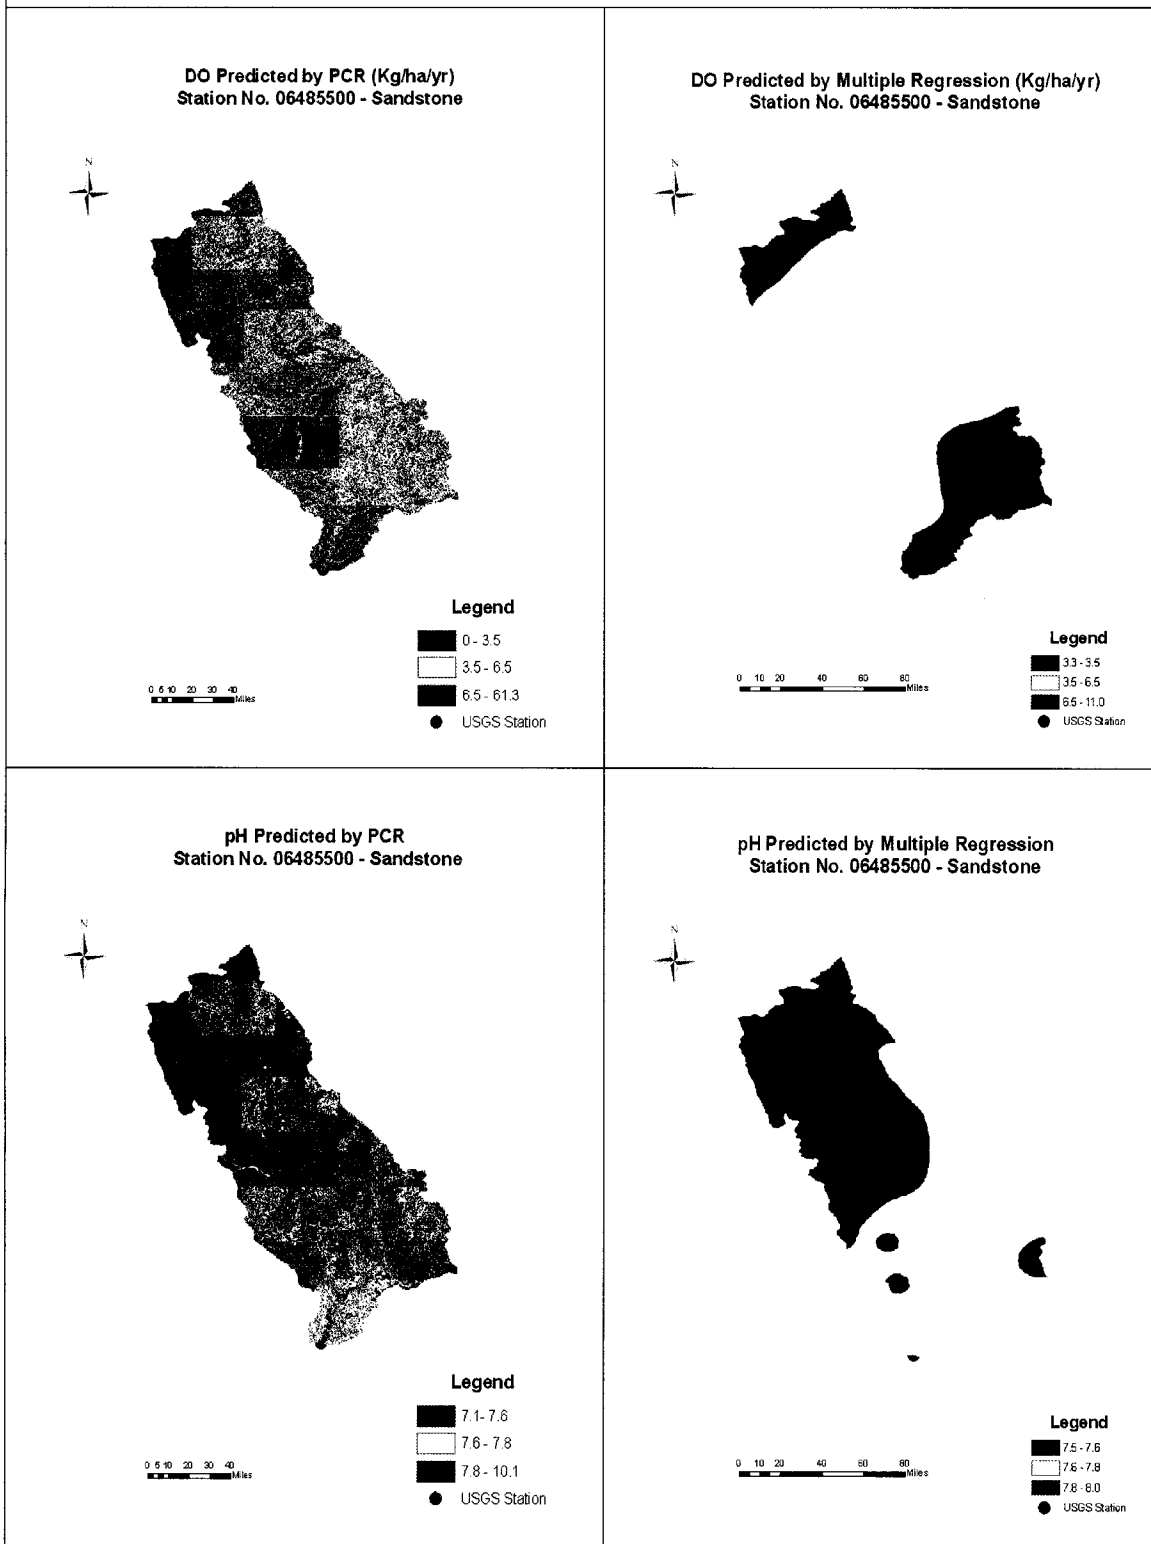 DO Predicted by PCR (Kg/ha/yr)
Station No. 06485500 - Sandstone
N
Legend
0 - 3.5
3.5 - 6.5
6.5 - 61.3
USGS Station
0 5 10 20 30 40
Miles
DO Predicted by Multiple Regression (Kg/ha/yr)
Station No. 06485500 - Sandstone
N
Legend
3.3 - 3.5
3.5 - 6.5
6.5 - 11.0
USGS Station
0 10 20 40 60 80
Miles
pH Predicted by PCR
Station No. 06485500 - Sandstone
N
Legend
7.1- 7.6
7.6 - 7.8
7.8 - 10.1
USGS Station
0 5 10 20 30 40
Miles
pH Predicted by Multiple Regression
Station No. 06485500 - Sandstone
N
Legend
7.5 - 7.6
7.6 - 7.8
7.8 - 8.0
USGS Station
0 10 20 40 60 80
Miles